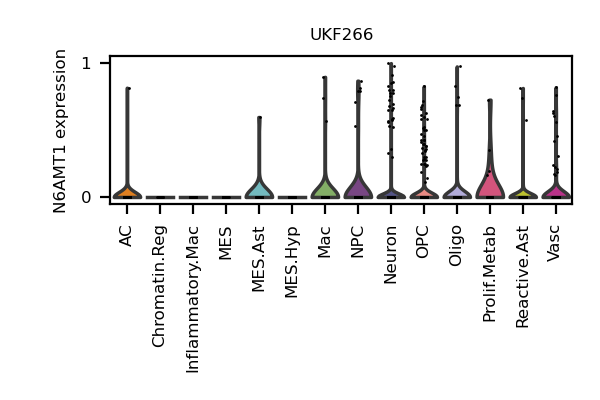 UKF266
N6AMT1 expression
1
0
AC
Chromatin.Reg
Inflammatory.Mac
MES
MES.Ast
MES.Hyp
Mac
NPC
Neuron
OPC
Oligo
Prolif.Metab
Reactive.Ast
Vasc